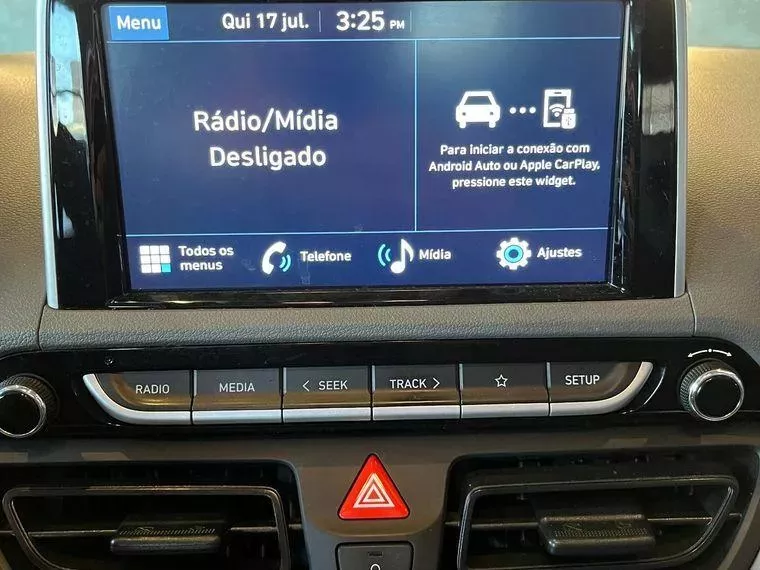 Menu Qui 17 jul. 3:25 PM
Rádio/Mídia
Desligado
Para iniciar a conexão com
Android Auto ou Apple CarPlay,
pressione este widget.
Todos os
menus
Telefone
Mídia
Ajustes
RADIO MEDIA < SEEK TRACK > ☆ SETUP